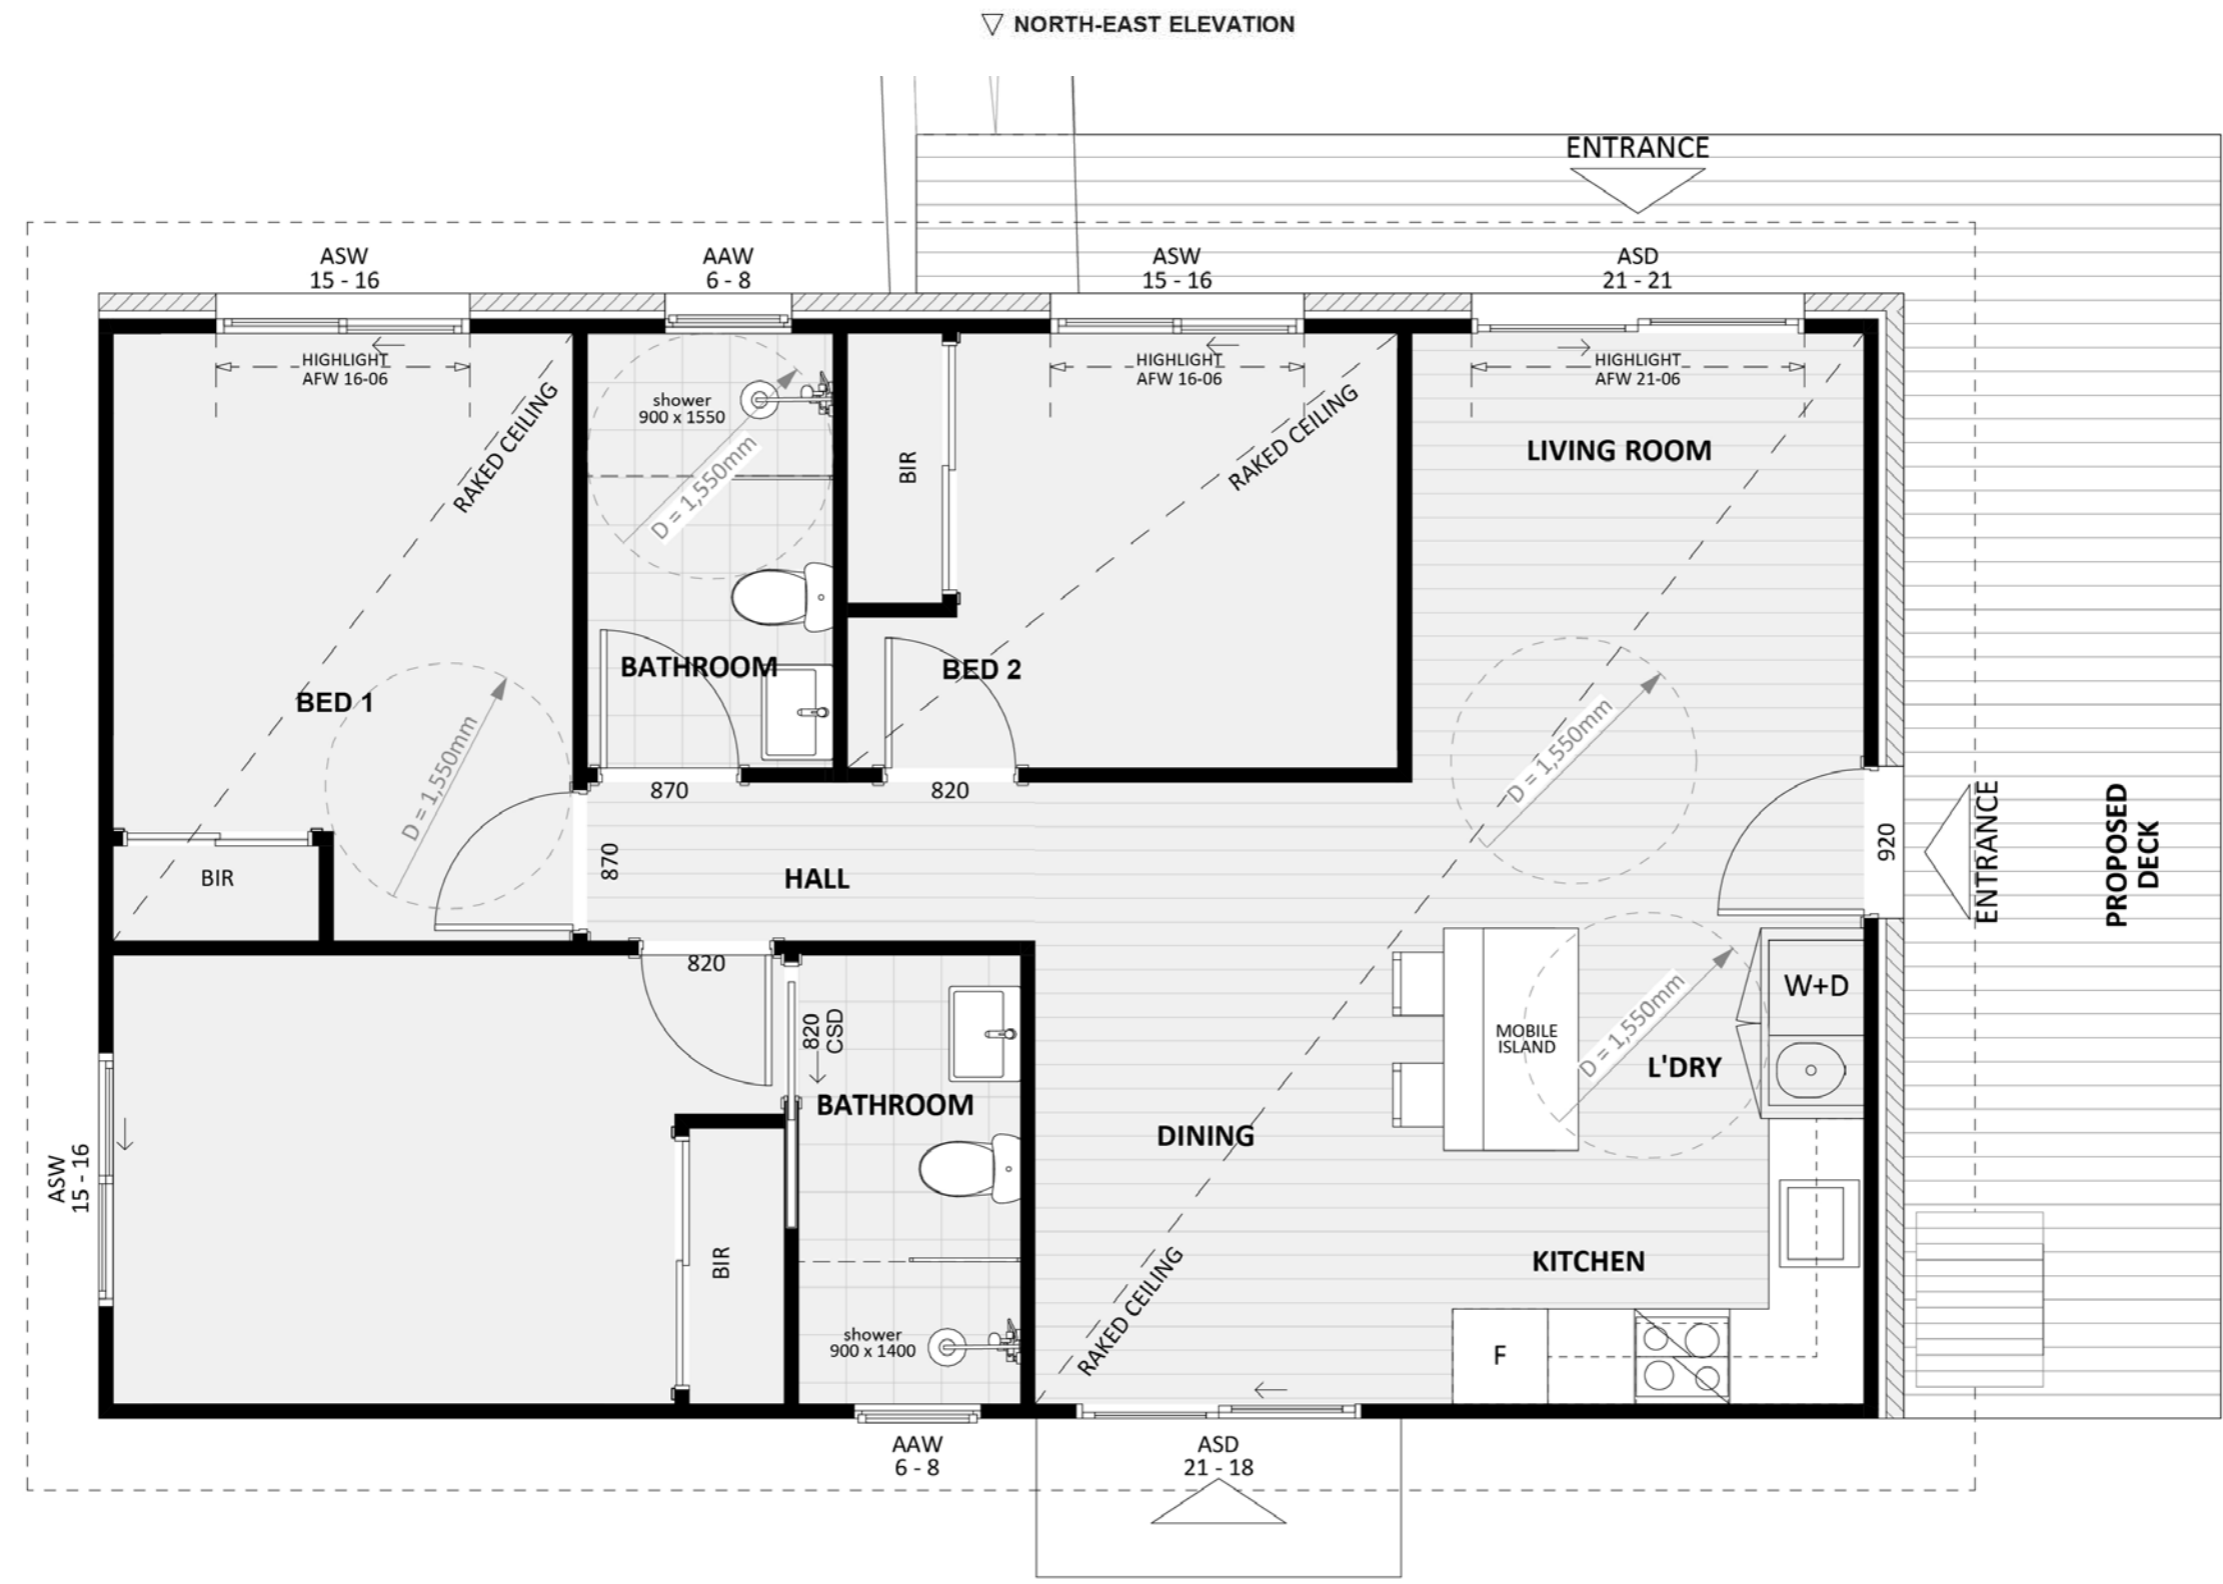 NORTH-EAST ELEVATION
ENTRANCE
ASW
15 - 16
AAW
6 - 8
ASW
15 - 16
ASD
21 - 21
HIGHLIGHT
AFW 16-06
HIGHLIGHT
AFW 16-06
HIGHLIGHT
AFW 21-06
RAKED CEILING
shower
900 x 1550
D = 1,550mm
BIR
RAKED CEILING
LIVING ROOM
BED 1
BATHROOM
BED 2
D = 1,550mm
D = 1,550mm
870
820
870
BIR
HALL
920
ENTRANCE
PROPOSED
DECK
820
820
CSD
W+D
MOBILE
ISLAND
D = 1,550mm
L'DRY
BATHROOM
DINING
ASW
15 - 16
BIR
KITCHEN
RAKED CEILING
shower
900 x 1400
F
AAW
6 - 8
ASD
21 - 18